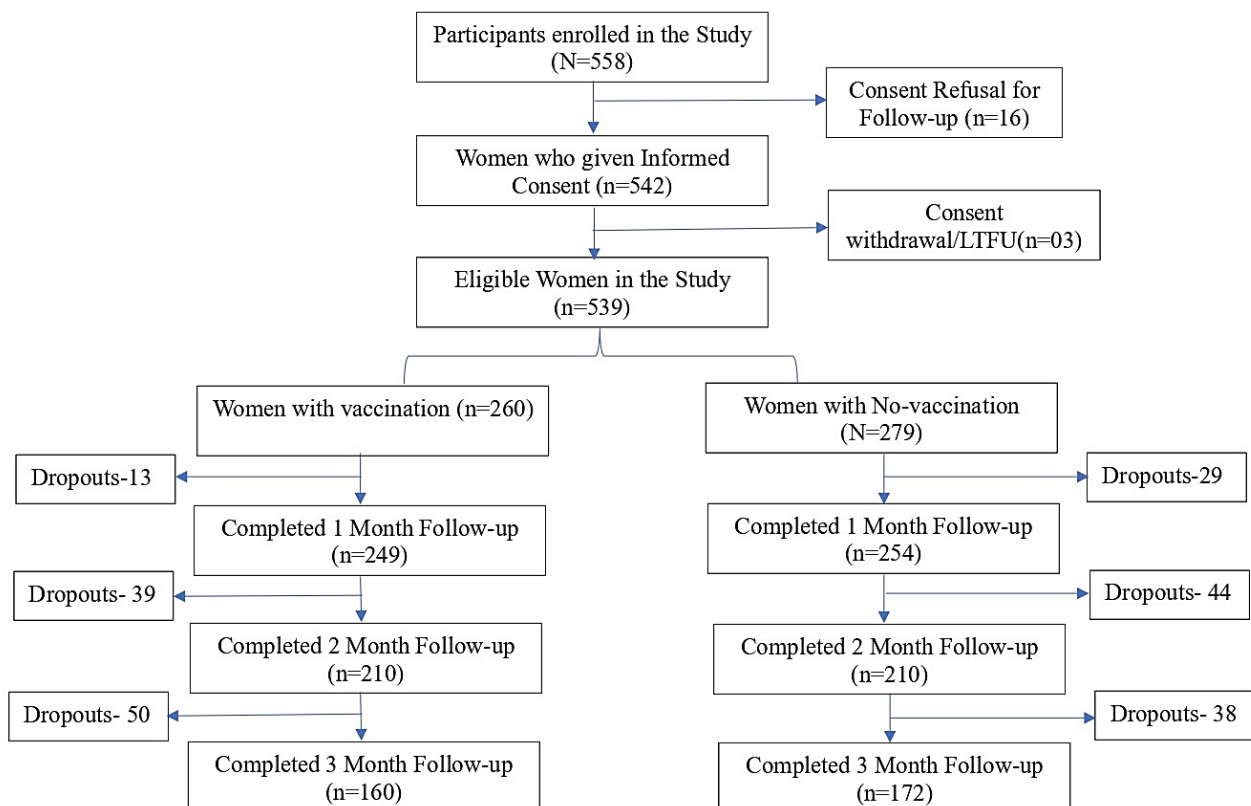 Participants enrolled in the Study
(N=558)
Consent Refusal for
Follow-up (n=16)
Women who given Informed
Consent (n=542)
Consent
withdrawal/LTFU(n=03)
Eligible Women in the Study
(n=539)
Women with vaccination (n=260)
Women with No-vaccination
(N=279)
Dropouts-13
Dropouts-29
Completed 1 Month Follow-up
(n=249)
Completed 1 Month Follow-up
(n=254)
Dropouts- 39
Dropouts- 44
Completed 2 Month Follow-up
(n=210)
Completed 2 Month Follow-up
(n=210)
Dropouts- 50
Dropouts- 38
Completed 3 Month Follow-up
(n=160)
Completed 3 Month Follow-up
(n=172)